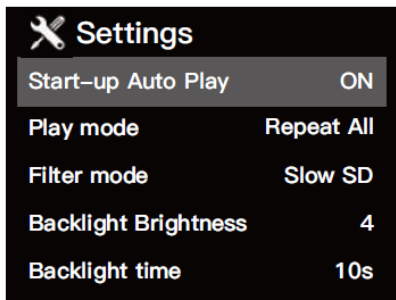 Settings
Start-up Auto Play ON
Play mode Repeat All
Filter mode Slow SD
Backlight Brightness 4
Backlight time 10s